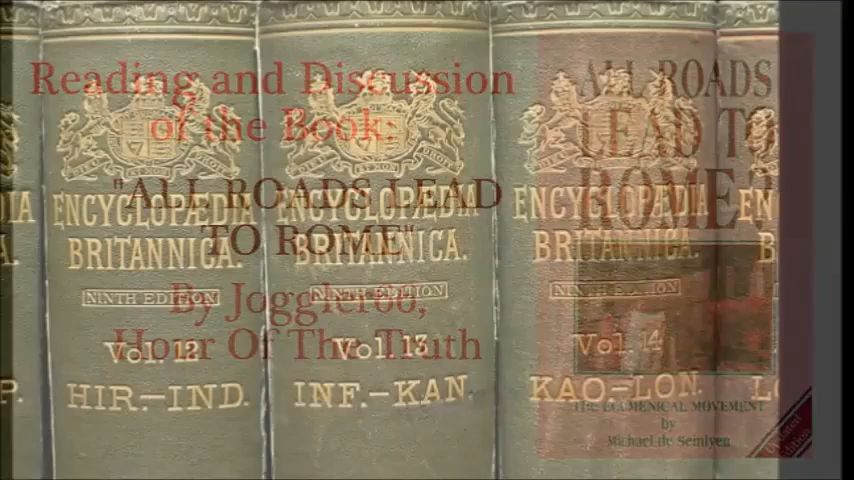 Reading and Discussion
of the Book:
"ALL ROADS LEAD
TO ROME"
By Joggler66,
Hour Of The Truth
ALL ROADS
LEAD TO
ROME
THE ECUMENICAL MOVEMENT
by
Michael de Semlyen
Updated
Edition
ENCYCLOPÆDIA
BRITANNICA.
NINTH EDITION
Vol. 12
HIR.-IND.
ENCYCLOPÆDIA
BRITANNICA.
NINTH EDITION
Vol. 13
INF.-KAN.
ENCYCLOPÆDIA
BRITANNICA.
NINTH EDITION
Vol. 14
KAO.-LON.